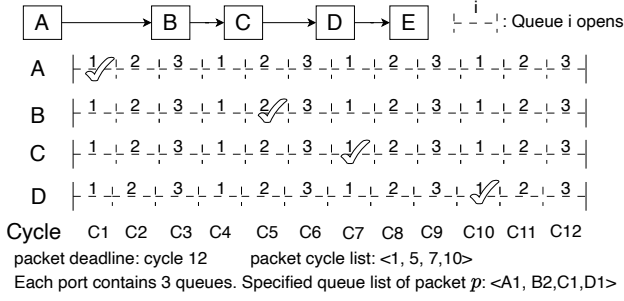 A B C D E i : Queue i opens
A 1 2 3 1 2 3 1 2 3 1 2 3
B 1 2 3 1 2 3 1 2 3 1 2 3
C 1 2 3 1 2 3 1 2 3 1 2 3
D 1 2 3 1 2 3 1 2 3 1 2 3
Cycle C1 C2 C3 C4 C5 C6 C7 C8 C9 C10 C11 C12
packet deadline: cycle 12 packet cycle list: <1, 5, 7,10>
Each port contains 3 queues. Specified queue list of packet p: <A1, B2,C1,D1>